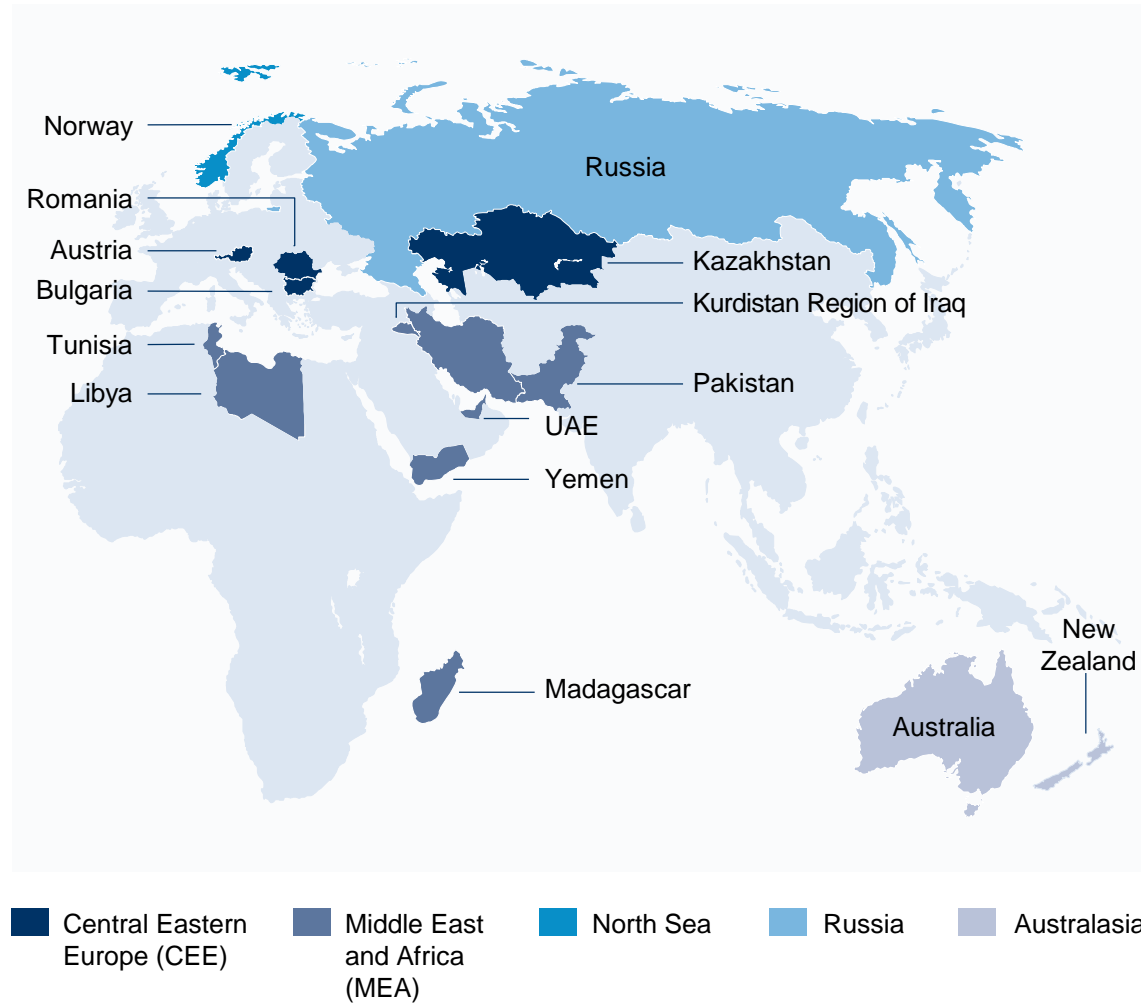 Norway
Russia
Romania
Austria
Kazakhstan
Bulgaria
Kurdistan Region of Iraq
Tunisia
Pakistan
Libya
UAE
Yemen
New
Zealand
Madagascar
Australia
Central Eastern
Europe (CEE)
Middle East
and Africa
(MEA)
North Sea
Russia
Australasia